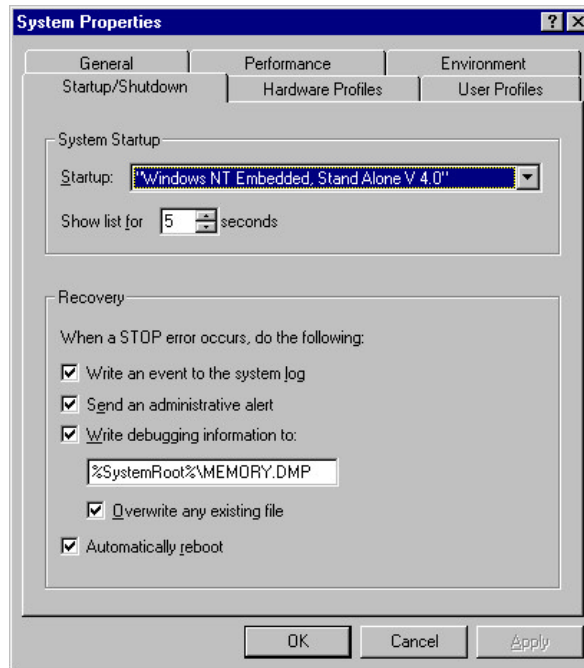 System Properties
General Performance Environment
Startup/Shutdown Hardware Profiles User Profiles
System Startup
Startup: "Windows NT Embedded, Stand Alone V 4.0"
Show list for 5 seconds
Recovery
When a STOP error occurs, do the following:
Write an event to the system log
Send an administrative alert
Write debugging information to:
%SystemRoot%\MEMORY.DMP
Overwrite any existing file
Automatically reboot
OK Cancel Apply